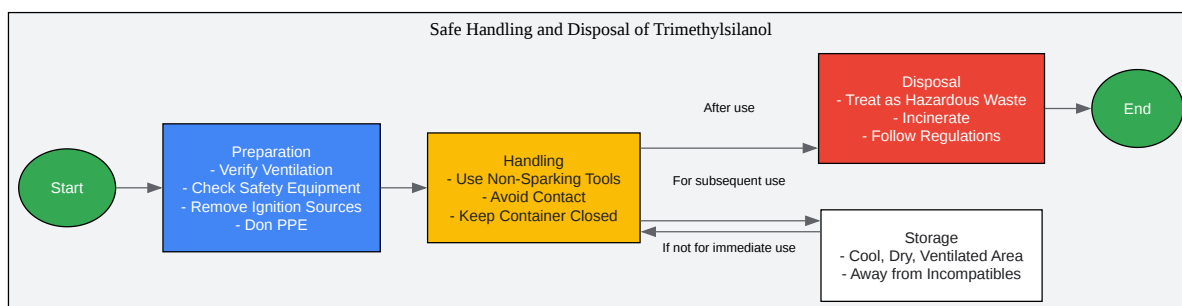 Safe Handling and Disposal of Trimethylsilanol
Start
Preparation
- Verify Ventilation
- Check Safety Equipment
- Remove Ignition Sources
- Don PPE
Handling
- Use Non-Sparking Tools
- Avoid Contact
- Keep Container Closed
After use
For subsequent use
If not for immediate use
Disposal
- Treat as Hazardous Waste
- Incinerate
- Follow Regulations
End
Storage
- Cool, Dry, Ventilated Area
- Away from Incompatibles